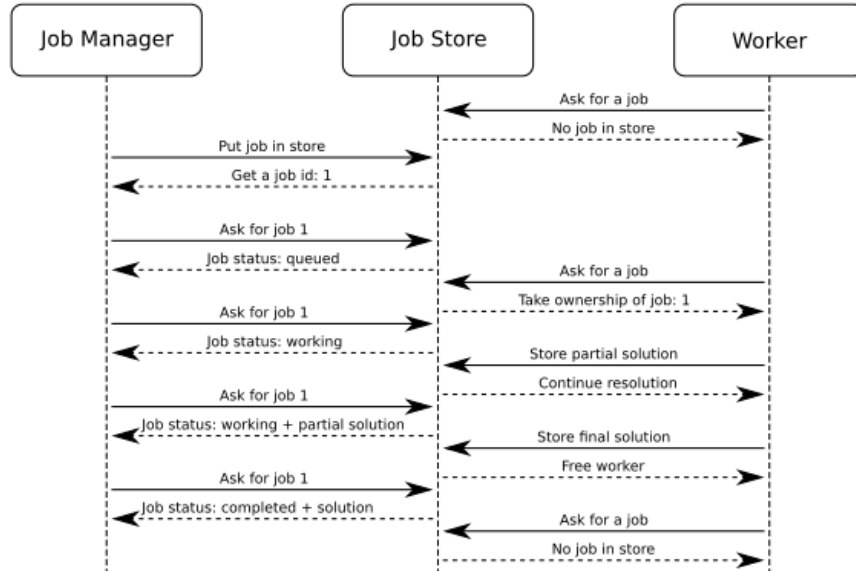 Job Manager
Job Store
Worker
Ask for a job
No job in store
Put job in store
Get a job id: 1
Ask for job 1
Job status: queued
Ask for a job
Take ownership of job: 1
Ask for job 1
Job status: working
Store partial solution
Continue resolution
Ask for job 1
Job status: working + partial solution
Store final solution
Free worker
Ask for job 1
Job status: completed + solution
Ask for a job
No job in store